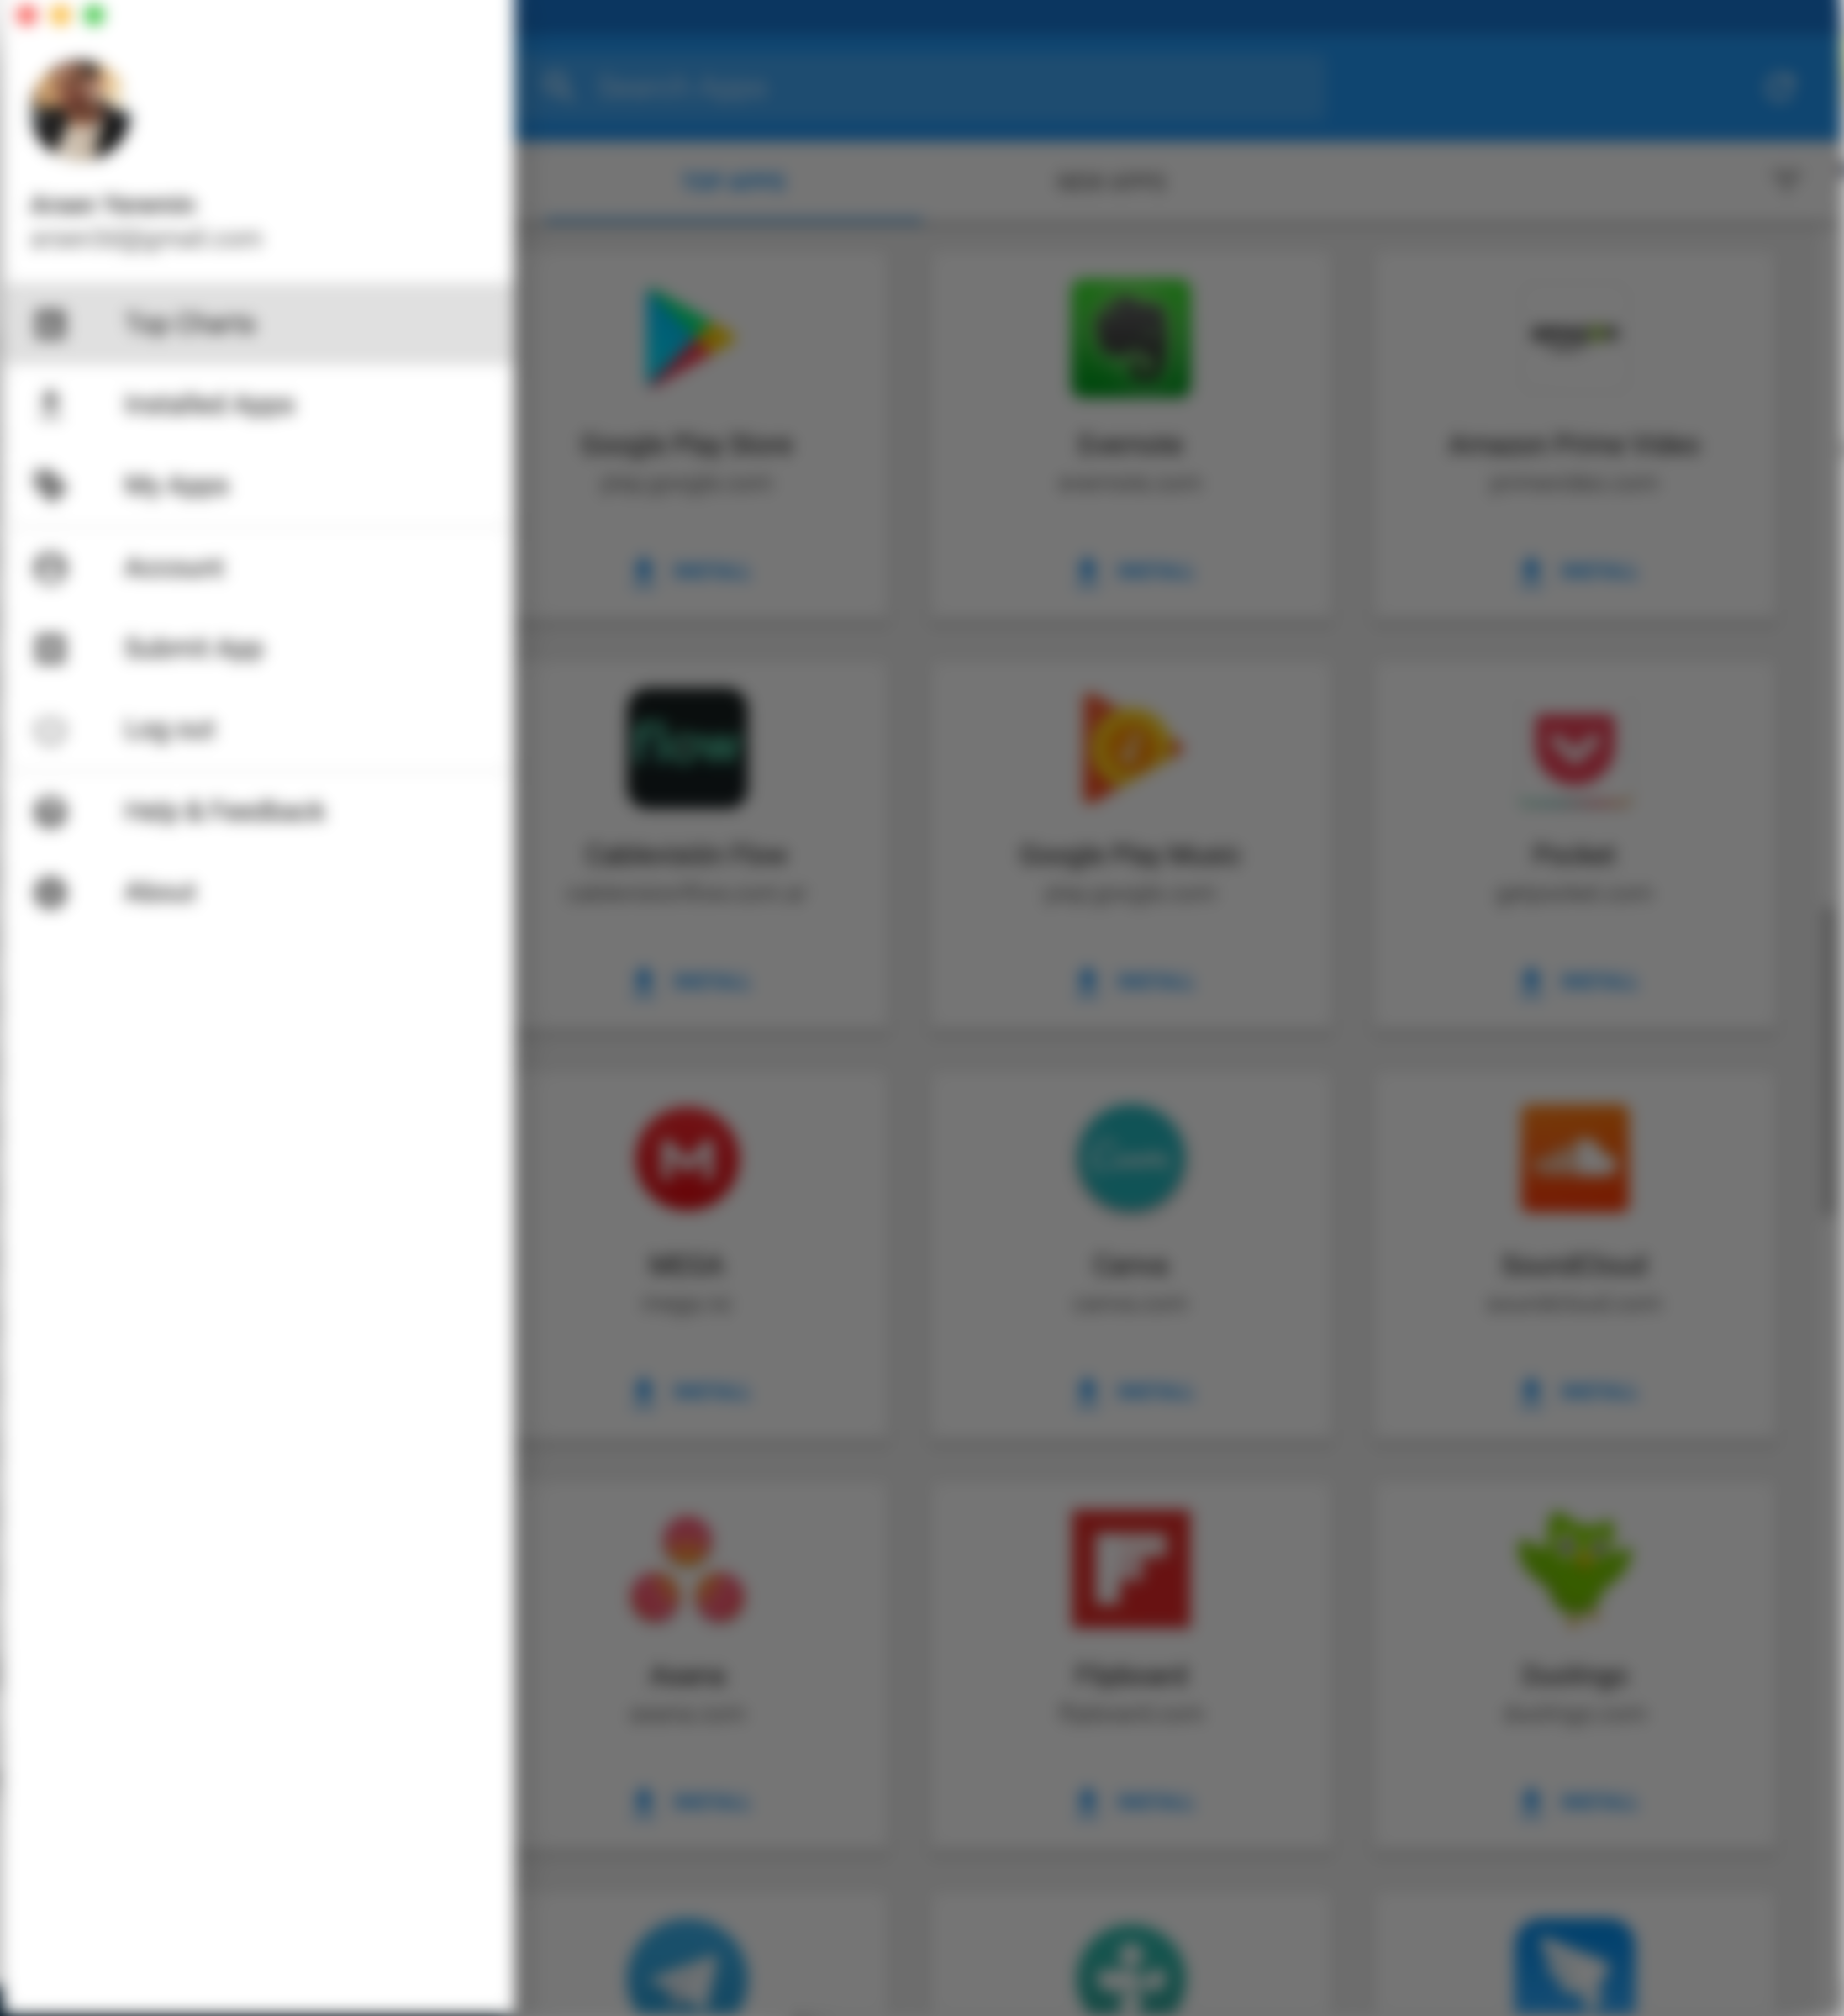 Search Apps
TOP APPS
NEW APPS
Top Charts
Installed Apps
My Apps
Account
Submit App
Log out
Help & Feedback
About
Google Play Store
play.google.com
INSTALL
Evernote
evernote.com
INSTALL
amazon
Amazon Prime Video
primevideo.com
INSTALL
flow
Cablevisión Flow
INSTALL
Google Play Music
play.google.com
INSTALL
Pocket
getpocket.com
INSTALL
M
MEGA
mega.nz
INSTALL
Canva
Canva
canva.com
INSTALL
SoundCloud
soundcloud.com
INSTALL
Asana
asana.com
INSTALL
Flipboard
flipboard.com
INSTALL
Duolingo
duolingo.com
INSTALL